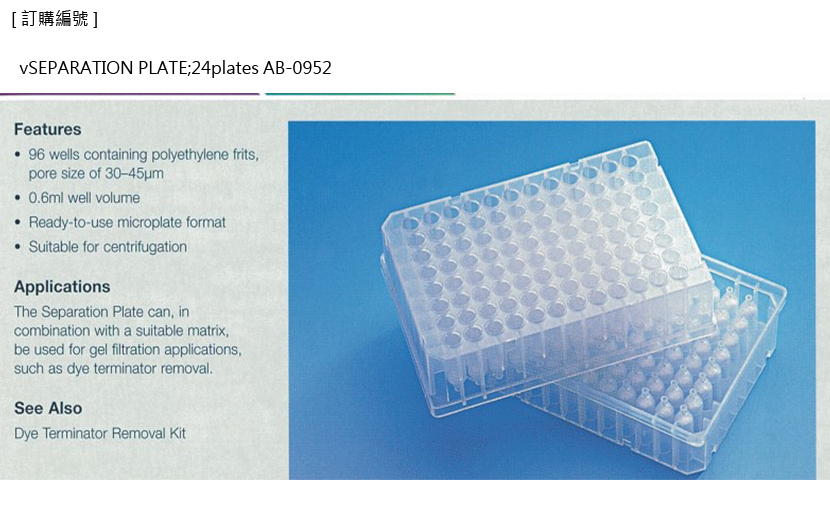 [ 訂購編號 ]
vSEPARATION PLATE;24plates AB-0952
Features
• 96 wells containing polyethylene frits,
pore size of 30–45µm
• 0.6ml well volume
• Ready-to-use microplate format
• Suitable for centrifugation
Applications
The Separation Plate can, in
combination with a suitable matrix,
be used for gel filtration applications,
such as dye terminator removal.
See Also
Dye Terminator Removal Kit